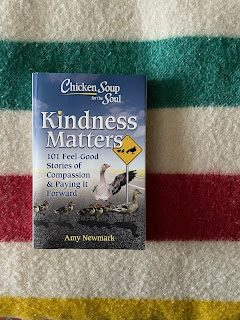 Chicken Soup
for the Soul
Kindness
Matters
101 Feel-Good
Stories of
Compassion
& Paying It
Forward
Amy Newmark